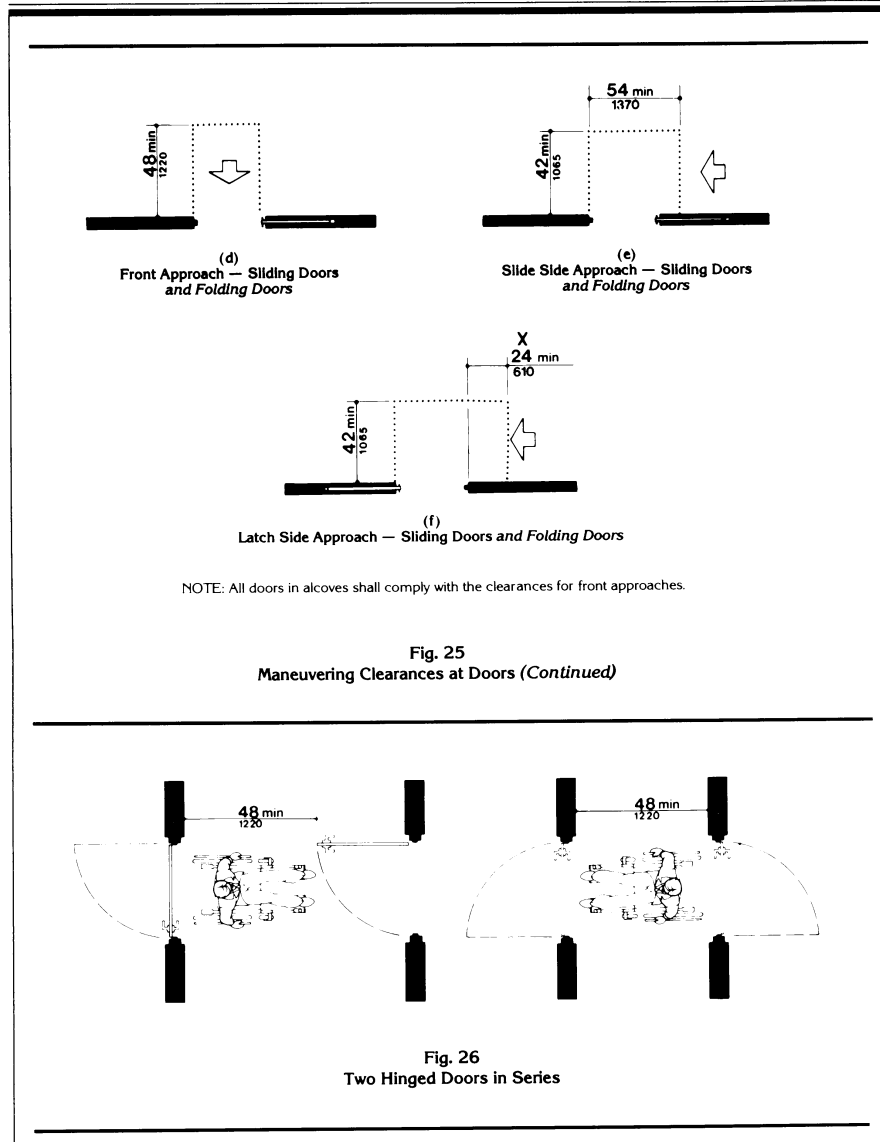 54 min
1370
48 min
1220
42 min
1065
(d)
Front Approach — Sliding Doors
and Folding Doors
(e)
Slide Side Approach — Sliding Doors
and Folding Doors
X
24 min
610
42 min
1065
(f)
Latch Side Approach — Sliding Doors and Folding Doors
NOTE: All doors in alcoves shall comply with the clearances for front approaches.
Fig. 25
Maneuvering Clearances at Doors (Continued)
48 min
1220
48 min
1220
Fig. 26
Two Hinged Doors in Series